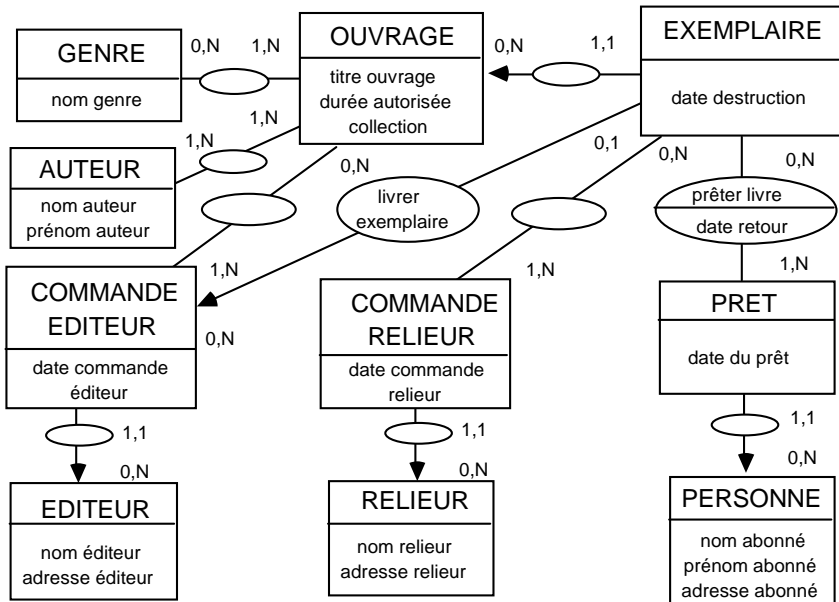 GENRE
nom genre
0,N
1,N
OUVRAGE
titre ouvrage
durée autorisée
collection
0,N
1,1
EXEMPLAIRE
date destruction
AUTEUR
nom auteur
prénom auteur
1,N
1,N
0,N
livrer
exemplaire
0,1
0,N
0,N
prêter livre
date retour
1,N
1,N
1,N
COMMANDE
EDITEUR
date commande
éditeur
0,N
COMMANDE
RELIEUR
date commande
relieur
PRET
date du prêt
1,1
0,N
1,1
0,N
1,1
0,N
EDITEUR
nom éditeur
adresse éditeur
RELIEUR
nom relieur
adresse relieur
PERSONNE
nom abonné
prénom abonné
adresse abonné